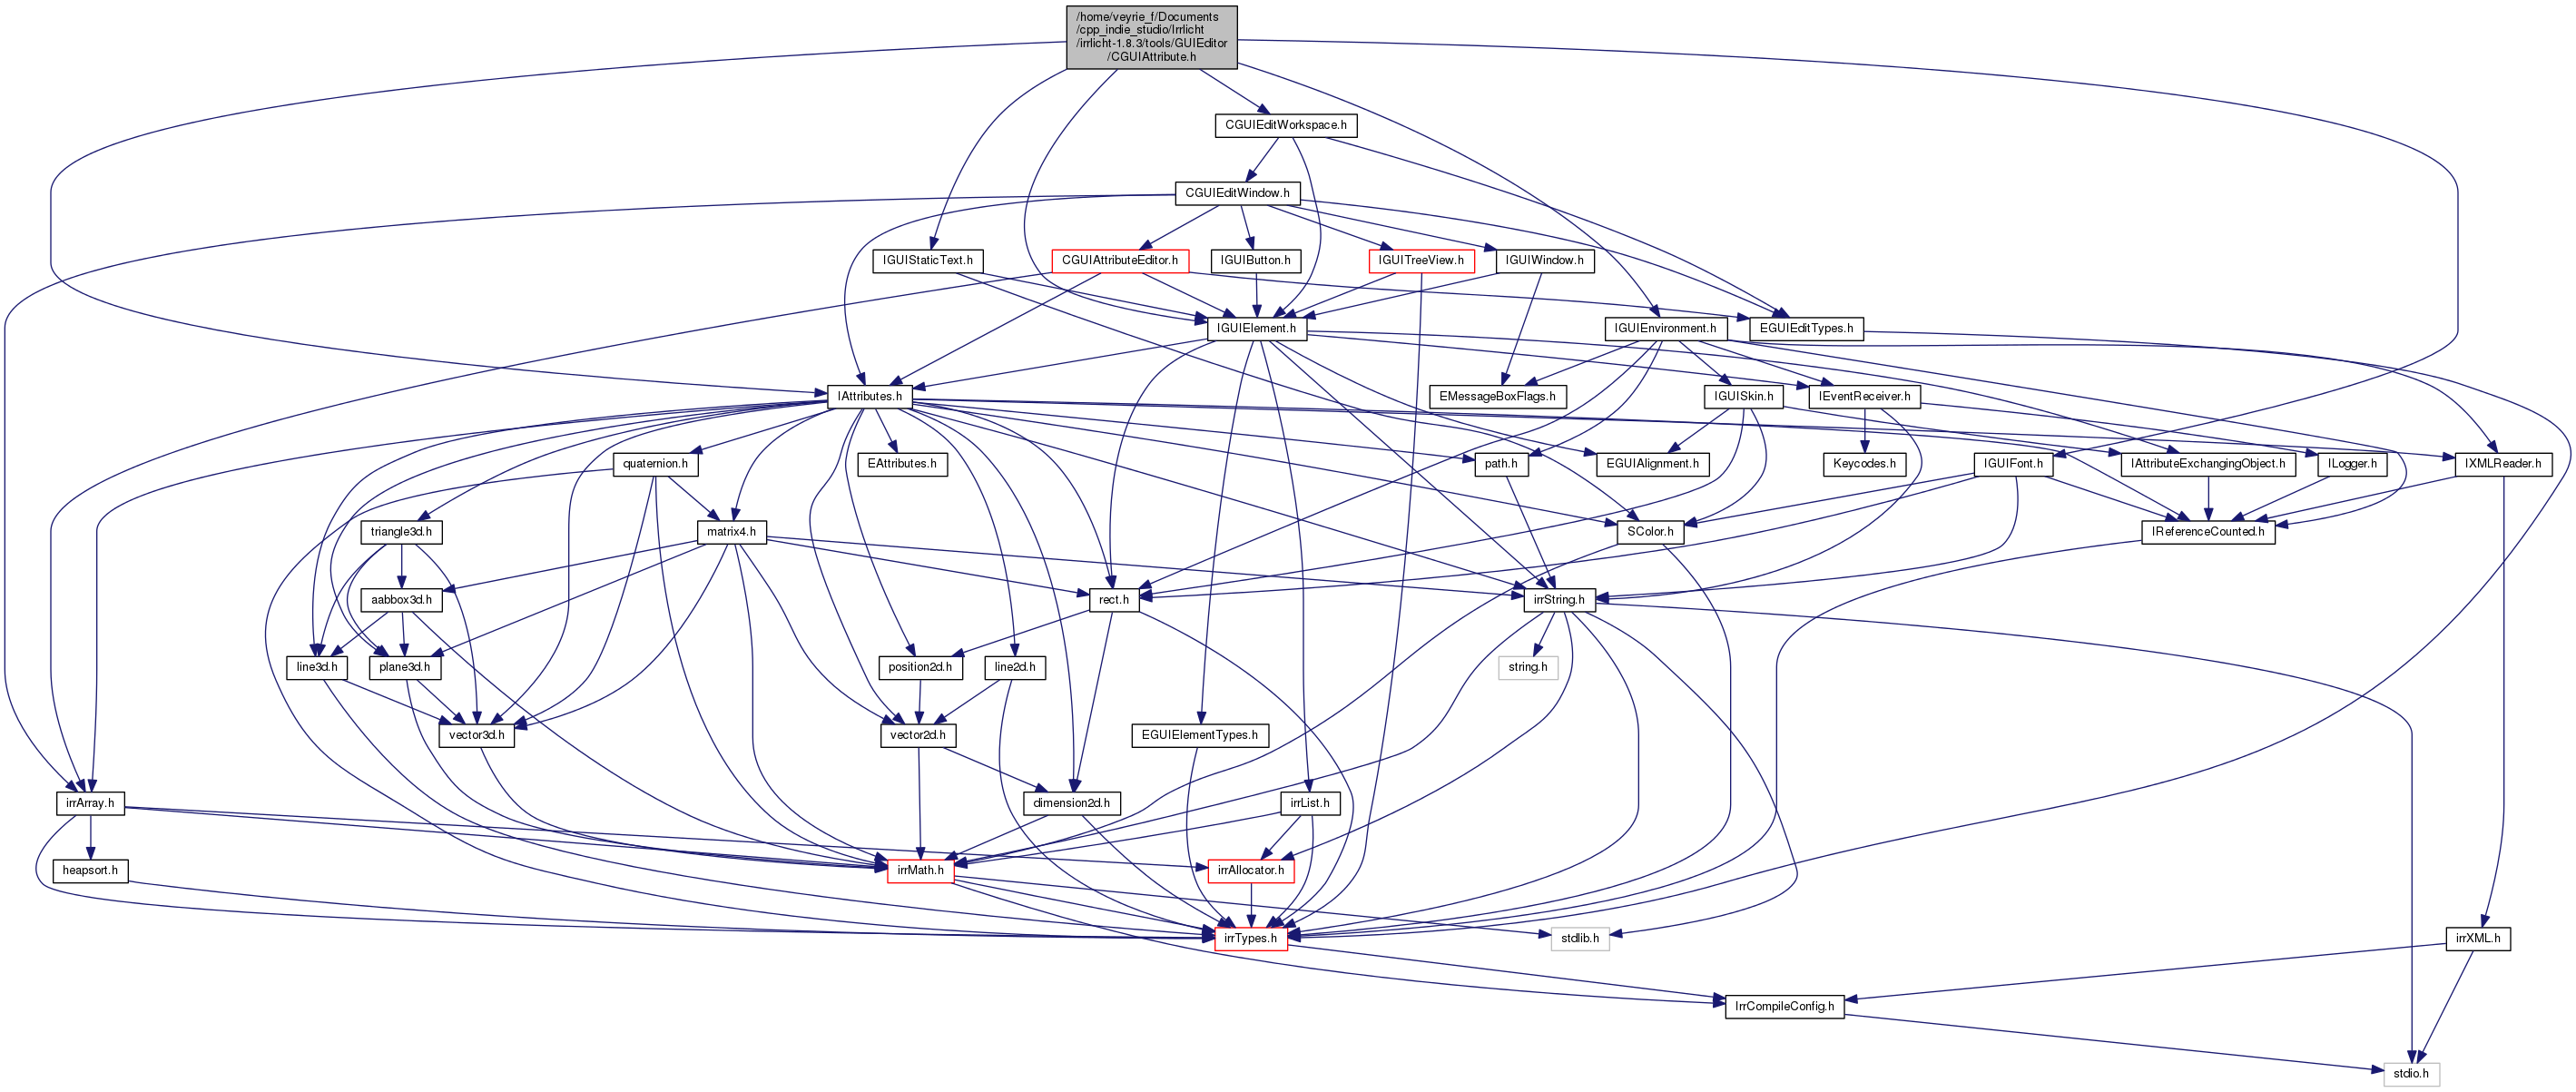 /home/veyrie_f/Documents
/cpp_indie_studio/Irrlicht
/irrlicht-1.8.3/tools/GUIEditor
/CGUIAttribute.h
CGUIEditWorkspace.h
CGUIEditWindow.h
IGUIStaticText.h
CGUIAttributeEditor.h
IGUIButton.h
IGUITreeView.h
IGUIWindow.h
IGUIElement.h
IGUIEnvironment.h
EGUIEditTypes.h
IAttributes.h
EMessageBoxFlags.h
IGUISkin.h
IEventReceiver.h
quaternion.h
EAttributes.h
path.h
EGUIAlignment.h
Keycodes.h
IGUIFont.h
IAttributeExchangingObject.h
ILogger.h
IXMLReader.h
triangle3d.h
matrix4.h
SColor.h
IReferenceCounted.h
aabbox3d.h
rect.h
irrString.h
line3d.h
plane3d.h
position2d.h
line2d.h
string.h
vector3d.h
vector2d.h
EGUIElementTypes.h
irrArray.h
dimension2d.h
irrList.h
heapsort.h
irrMath.h
irrAllocator.h
irrTypes.h
stdlib.h
irrXML.h
IrrCompileConfig.h
stdio.h